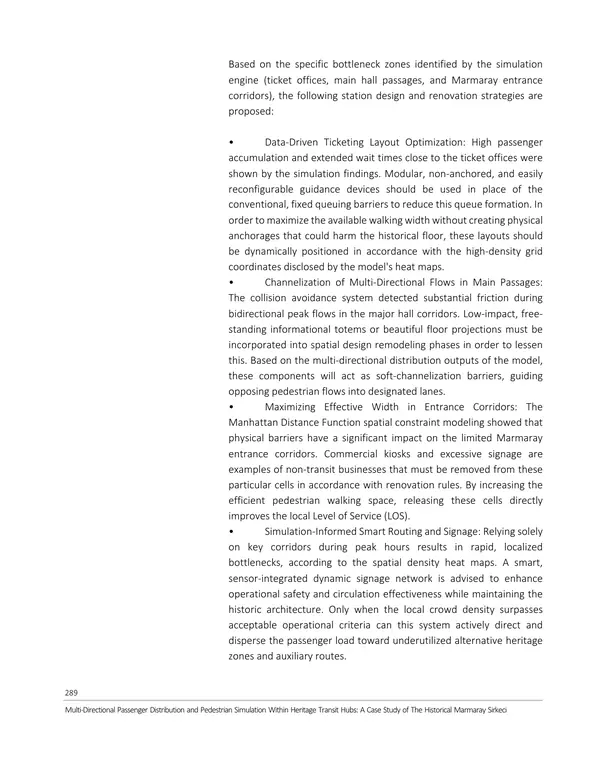 Based on the specific bottleneck zones identified by the simulation
engine (ticket offices, main hall passages, and Marmaray entrance
corridors), the following station design and renovation strategies are
proposed:
• Data-Driven Ticketing Layout Optimization: High passenger
accumulation and extended wait times close to the ticket offices were
shown by the simulation findings. Modular, non-anchored, and easily
reconfigurable guidance devices should be used in place of the
conventional, fixed queuing barriers to reduce this queue formation. In
order to maximize the available walking width without creating physical
anchorages that could harm the historical floor, these layouts should
be dynamically positioned in accordance with the high-density grid
coordinates disclosed by the model's heat maps.
• Channelization of Multi-Directional Flows in Main Passages:
The collision avoidance system detected substantial friction during
bidirectional peak flows in the major hall corridors. Low-impact, free-
standing informational totems or beautiful floor projections must be
incorporated into spatial design remodeling phases in order to lessen
this. Based on the multi-directional distribution outputs of the model,
these components will act as soft-channelization barriers, guiding
opposing pedestrian flows into designated lanes.
• Maximizing Effective Width in Entrance Corridors: The
Manhattan Distance Function spatial constraint modeling showed that
physical barriers have a significant impact on the limited Marmaray
entrance corridors. Commercial kiosks and excessive signage are
examples of non-transit businesses that must be removed from these
particular cells in accordance with renovation rules. By increasing the
efficient pedestrian walking space, releasing these cells directly
improves the local Level of Service (LOS).
• Simulation-Informed Smart Routing and Signage: Relying solely
on key corridors during peak hours results in rapid, localized
bottlenecks, according to the spatial density heat maps. A smart,
sensor-integrated dynamic signage network is advised to enhance
operational safety and circulation effectiveness while maintaining the
historic architecture. Only when the local crowd density surpasses
acceptable operational criteria can this system actively direct and
disperse the passenger load toward underutilized alternative heritage
zones and auxiliary routes.
289
Multi-Directional Passenger Distribution and Pedestrian Simulation Within Heritage Transit Hubs: A Case Study of The Historical Marmaray Sirkeci